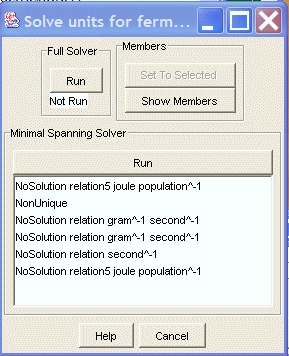 Solve units for ferm...
Full Solver
Run
Not Run
Members
Set To Selected
Show Members
Minimal Spanning Solver
Run
NoSolution relation5 joule population^-1
NonUnique
NoSolution relation gram^-1 second^-1
NoSolution relation gram^-1 second^-1
NoSolution relation second^-1
NoSolution relation5 joule population^-1
Help
Cancel